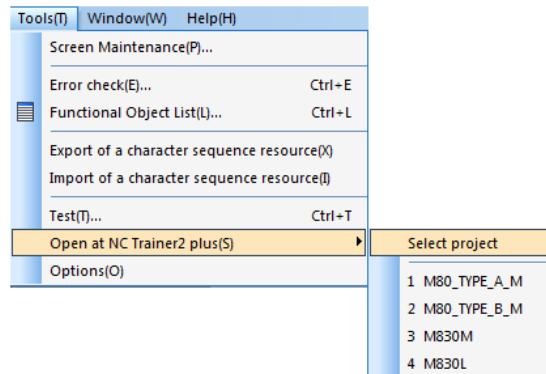 Tools(T) Window(W) Help(H)
Screen Maintenance(P)...
Error check(E)... Ctrl+E
Functional Object List(L)... Ctrl+L
Export of a character sequence resource(X)
Import of a character sequence resource(I)
Test(T)... Ctrl+T
Open at NC Trainer2 plus(S) Select project
Options(O)
1 M80_TYPE_A_M
2 M80_TYPE_B_M
3 M830M
4 M830L